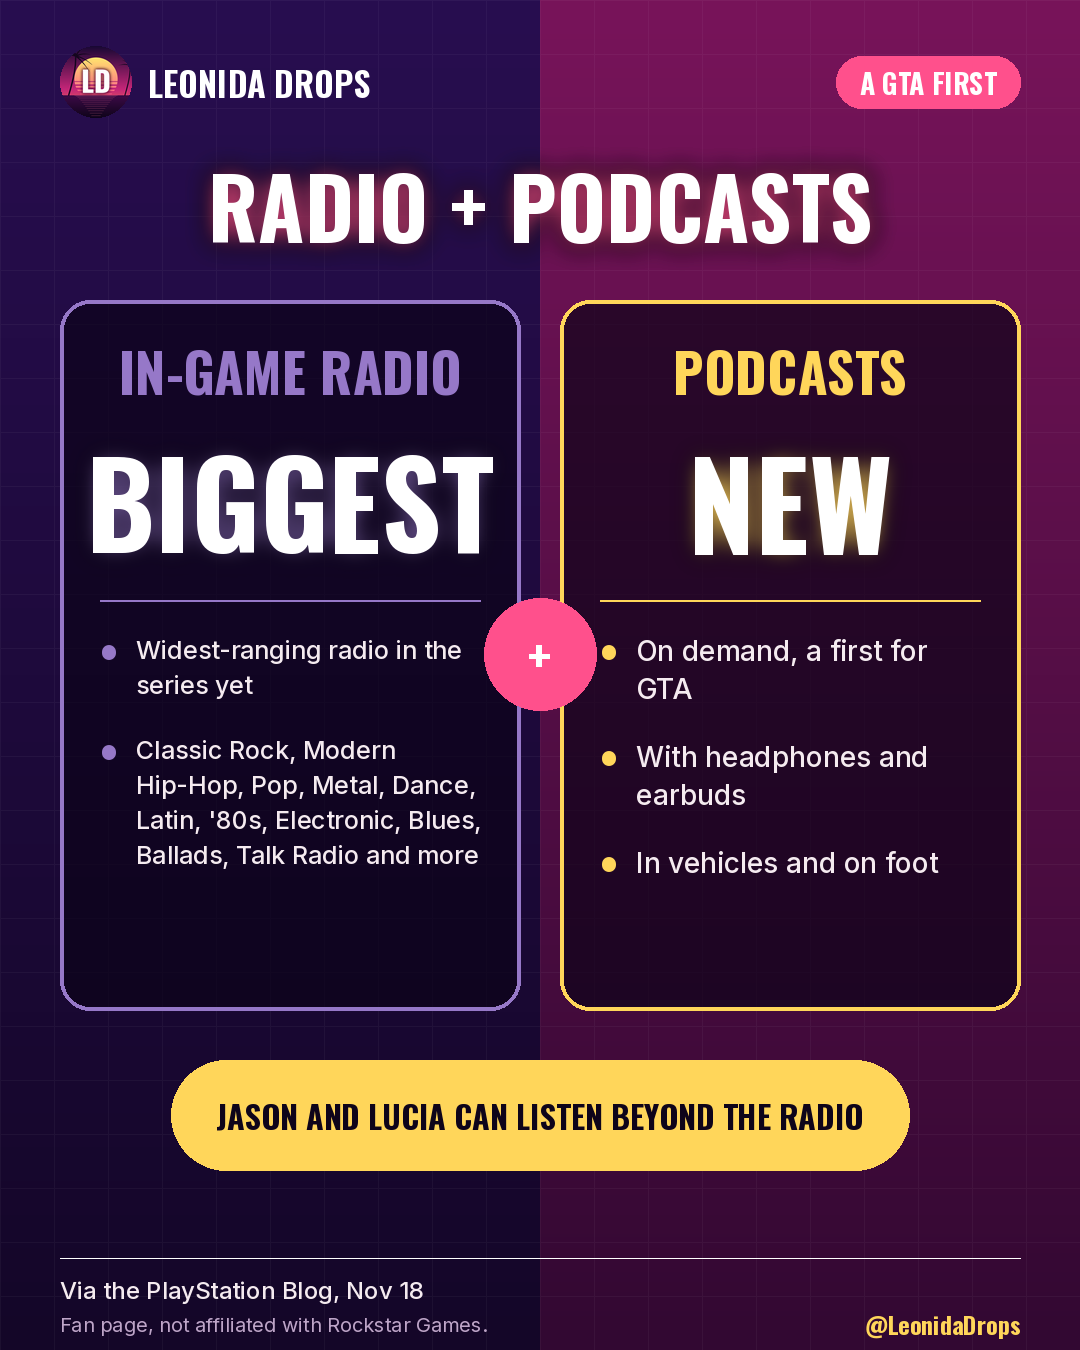 LD
LEONIDA DROPS
A GTA FIRST
RADIO + PODCASTS
IN-GAME RADIO
BIGGEST
Widest-ranging radio in the
series yet
Classic Rock, Modern
Hip-Hop, Pop, Metal, Dance,
Latin, '80s, Electronic, Blues,
Ballads, Talk Radio and more
+
PODCASTS
NEW
On demand, a first for
GTA
With headphones and
earbuds
In vehicles and on foot
JASON AND LUCIA CAN LISTEN BEYOND THE RADIO
Via the PlayStation Blog, Nov 18
Fan page, not affiliated with Rockstar Games.
@LeonidaDrops